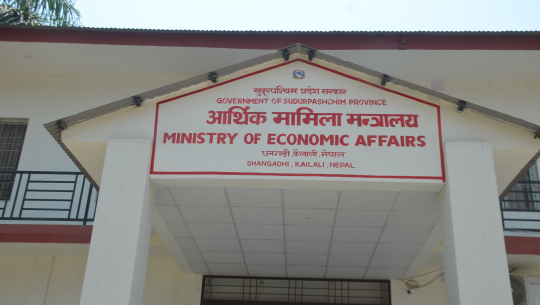 सुदूरपश्चिम प्रदेश सरकार
GOVERNMENT OF SUDURPASHCHIM PROVINCE
आर्थिक मामिला मन्त्रालय
MINISTRY OF ECONOMIC AFFAIRS
धनगढी, कैलाली, नेपाल
DHANGADHI, KAILALI, NEPAL